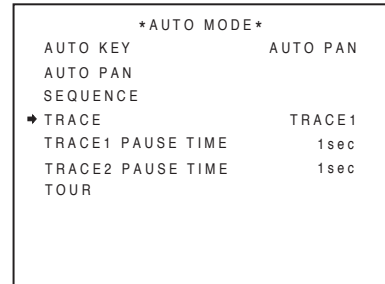 *AUTO MODE*
AUTO KEY AUTO PAN
AUTO PAN
SEQUENCE
➡ TRACE TRACE1
TRACE1 PAUSE TIME 1sec
TRACE2 PAUSE TIME 1sec
TOUR